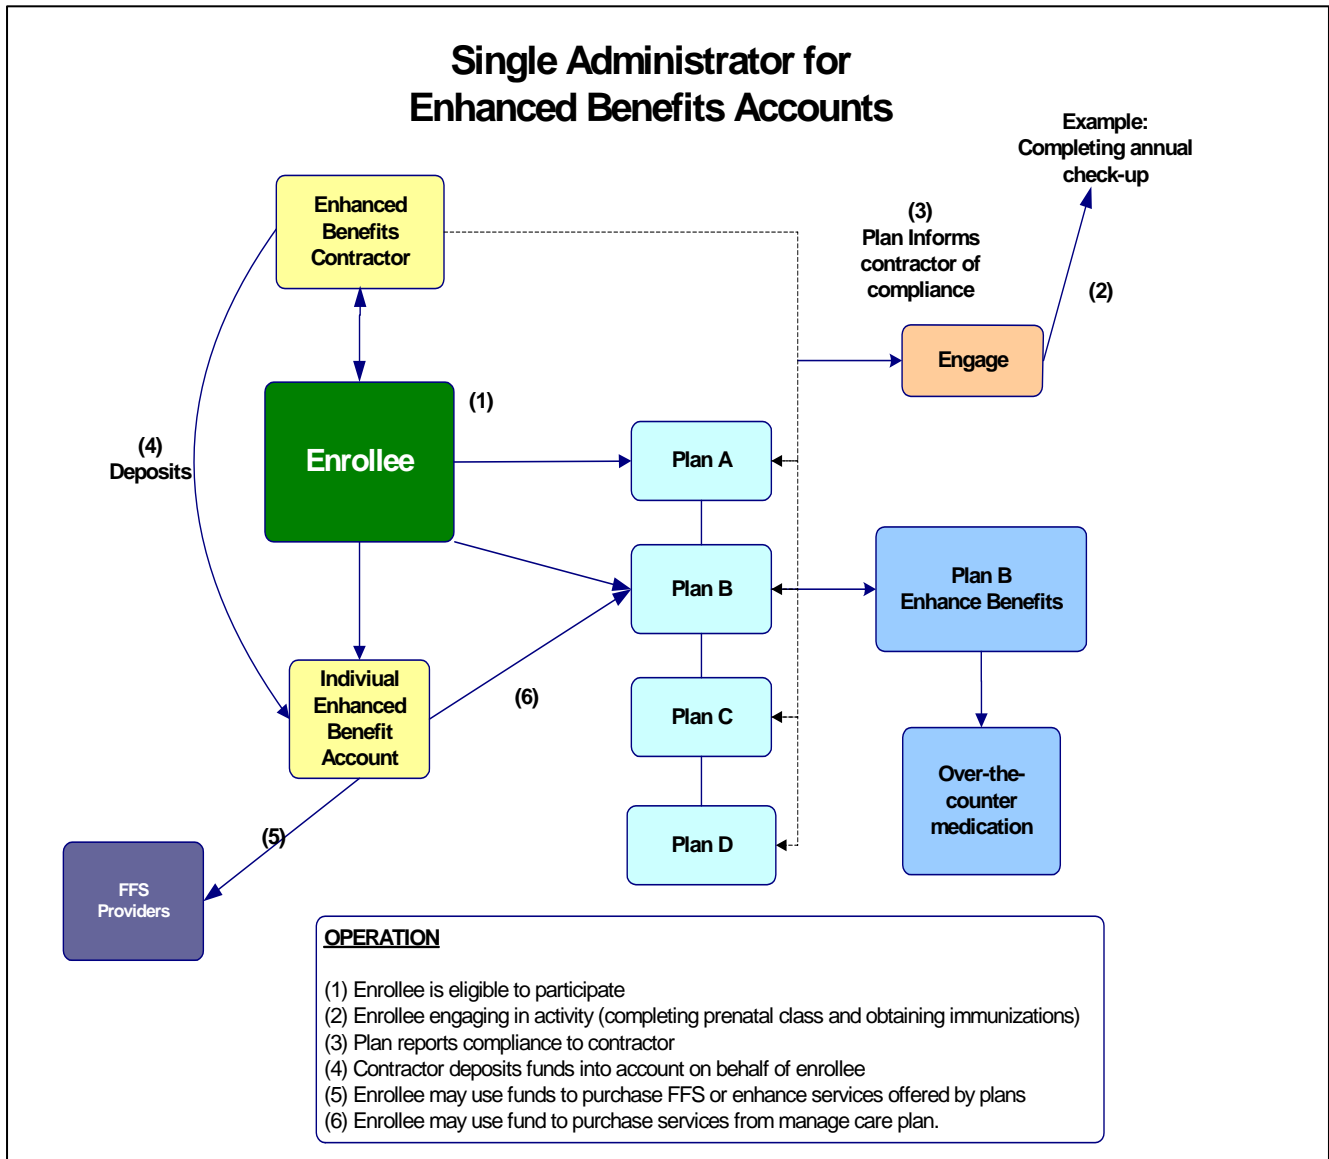 Single Administrator for
Enhanced Benefits Accounts
Example:
Completing annual
check-up
Enhanced
Benefits
Contractor
(3)
Plan Informs
contractor of
compliance
(2)
Engage
(1)
Enrollee
(4)
Deposits
Plan A
Plan B
Plan B
Enhance Benefits
Indiviual
Enhanced
Benefit
Account
(6)
Plan C
Over-the-
counter
medication
(5)
Plan D
FFS
Providers
OPERATION
(1) Enrollee is eligible to participate
(2) Enrollee engaging in activity (completing prenatal class and obtaining immunizations)
(3) Plan reports compliance to contractor
(4) Contractor deposits funds into account on behalf of enrollee
(5) Enrollee may use funds to purchase FFS or enhance services offered by plans
(6) Enrollee may use fund to purchase services from manage care plan.